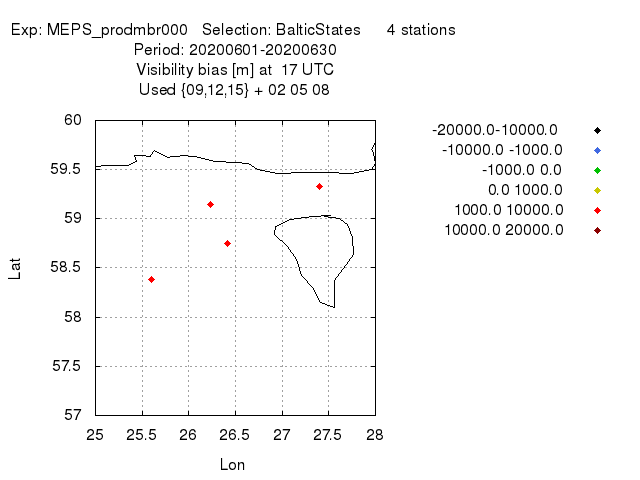 Exp: MEPS_prodmbr000 Selection: BalticStates 4 stations
Period: 20200601-20200630
Visibility bias [m] at 17 UTC
Used {09,12,15} + 02 05 08
-20000.0-10000.0
-10000.0 -1000.0
-1000.0 0.0
0.0 1000.0
1000.0 10000.0
10000.0 20000.0
60
59.5
59
58.5
58
57.5
57
Lat
25 25.5 26 26.5 27 27.5 28
Lon